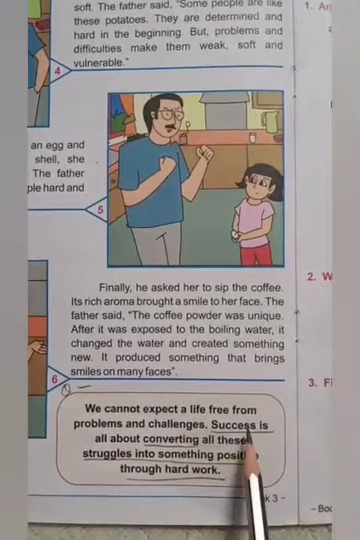 soft. The father said, "Some people are like
these potatoes. They are determined and
hard in the beginning. But, problems and
difficulties make them weak, soft and
vulnerable."
4
an egg and
shell, she
The father
ple hard and
5
Finally, he asked her to sip the coffee.
Its rich aroma brought a smile to her face. The
father said, "The coffee powder was unique.
After it was exposed to the boiling water, it
changed the water and created something
new. It produced something that brings
smiles on many faces".
6
We cannot expect a life free from
problems and challenges. Success is
all about converting all these
struggles into something positi e
through hard work.
k 3 –
1. An
a
2. W
3. Fi
– Boo